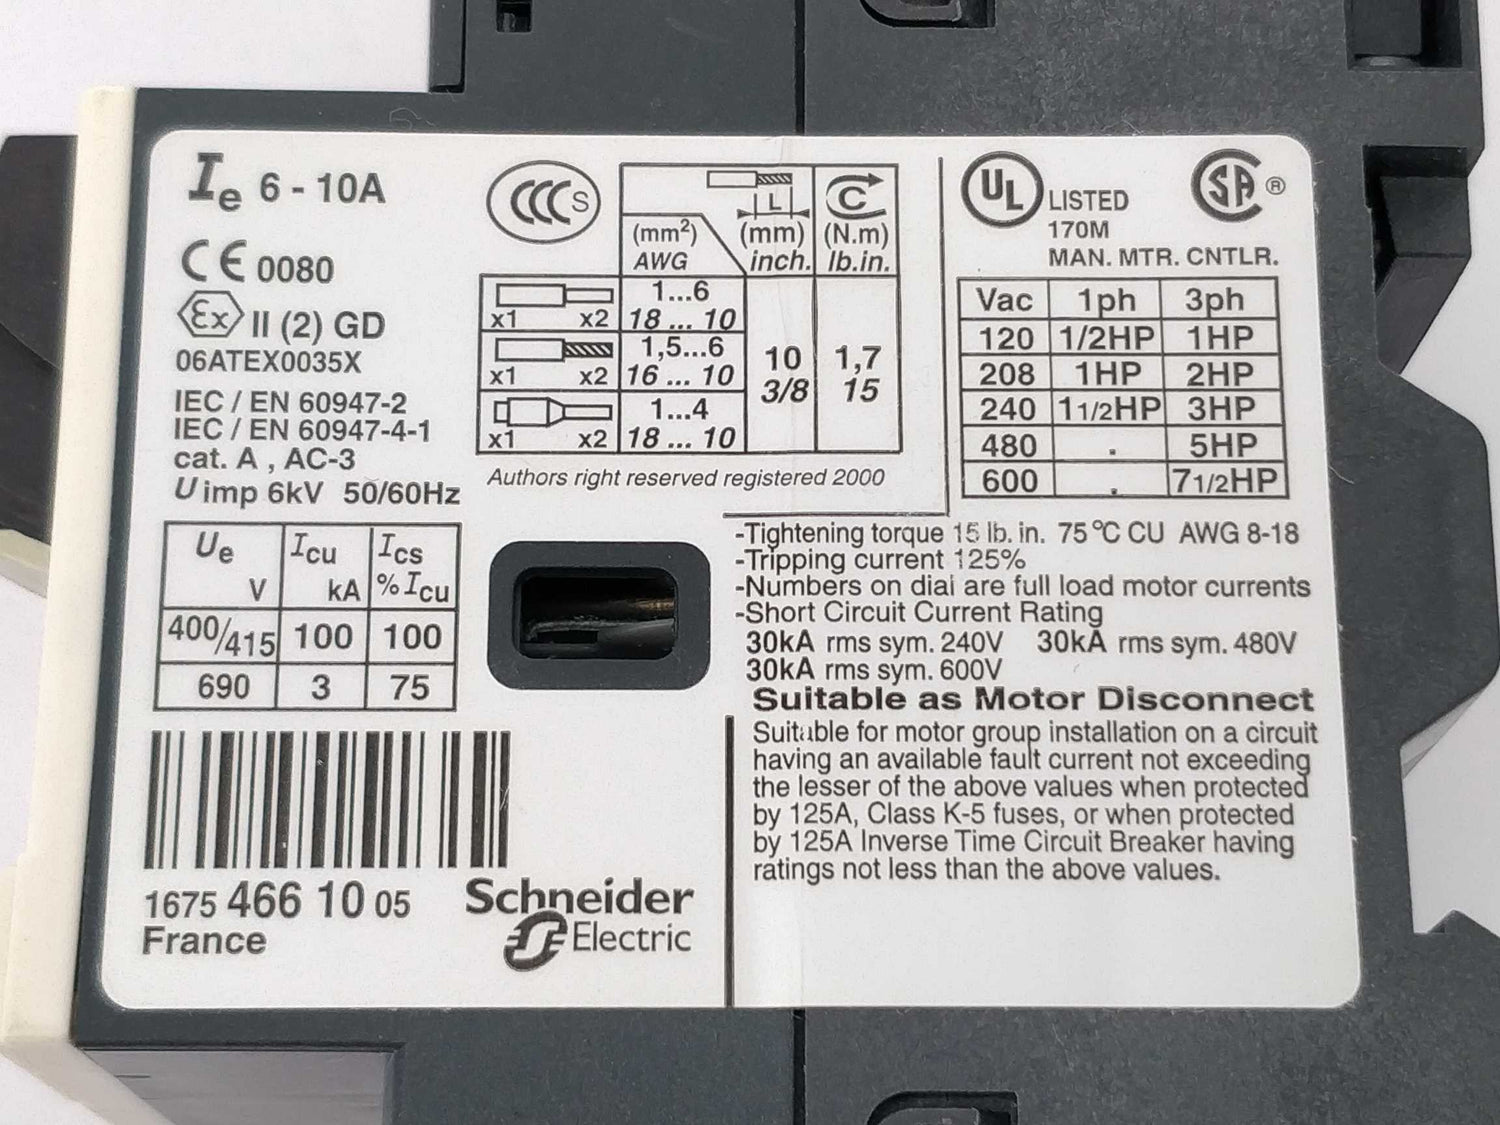 Ie 6 - 10A
CE 0080
Ex II (2) GD
06ATEX0035X
IEC / EN 60947-2
IEC / EN 60947-4-1
cat. A , AC-3
U imp 6kV 50/60Hz
Ue V Icu kA Ics % Icu
400/415 100 100
690 3 75
1675 466 10 05
France
Schneider
Electric
CCC S
L
(mm²) (mm) (N.m)
AWG inch. lb.in.
x1 x2 1...6
18 ... 10
x1 x2 1,5...6
16 ... 10
x1 x2 1...4
18 ... 10
10 1,7
3/8 15
Authors right reserved registered 2000
UL LISTED
170M
MAN. MTR. CNTLR.
SA ®
Vac 1ph 3ph
120 1/2HP 1HP
208 1HP 2HP
240 11/2HP 3HP
480 . 5HP
600 . 71/2HP
-Tightening torque 15 lb. in. 75°C CU AWG 8-18
-Tripping current 125%
-Numbers on dial are full load motor currents
-Short Circuit Current Rating
30kA rms sym. 240V 30kA rms sym. 480V
30kA rms sym. 600V
Suitable as Motor Disconnect
Suitable for motor group installation on a circuit
having an available fault current not exceeding
the lesser of the above values when protected
by 125A, Class K-5 fuses, or when protected
by 125A Inverse Time Circuit Breaker having
ratings not less than the above values.